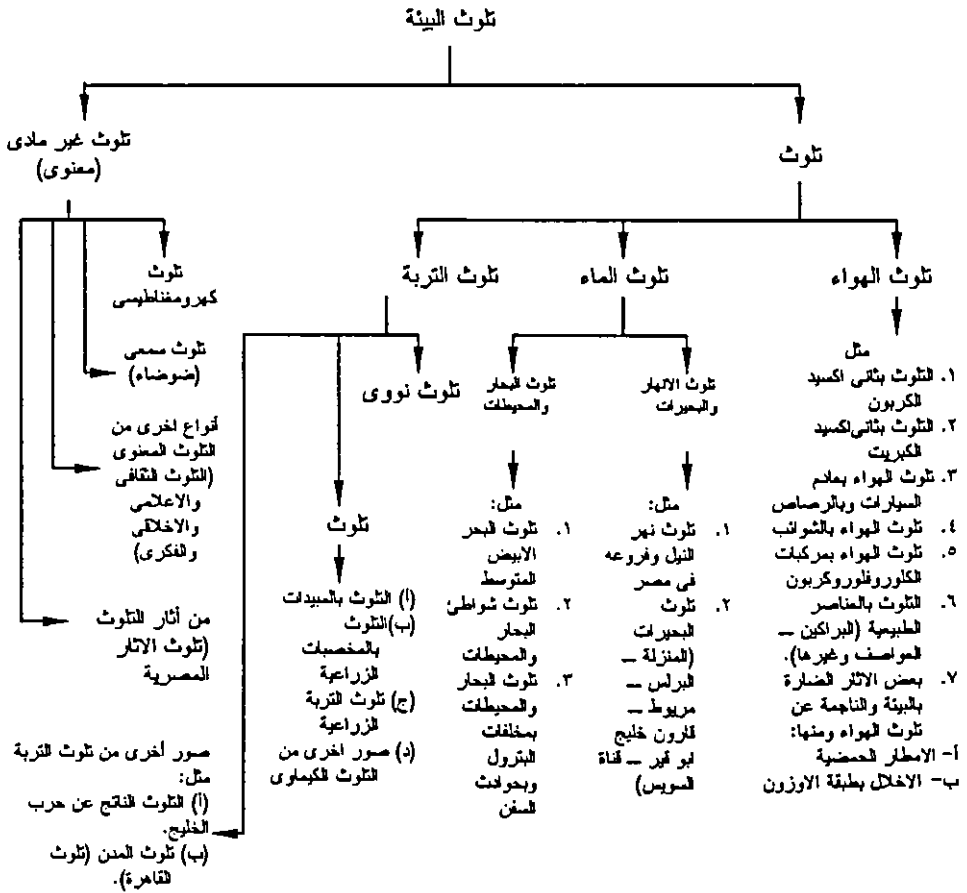 تلوث البيئة
تلوث
تلوث غير مادى
(معنوى)
تلوث الهواء
تلوث الماء
تلوث التربة
تلوث
كهرومغناطيسى
تلوث سمعى
(ضوضاء)
أنواع اخرى من
التلوث المعنوى
(التلوث الثقافى
والاعلامى
والاخلاقى
والفكرى)
من أثار التلوث
(تلوث الاثار
المصرية
مثل
١. التلوث بثانى اكسيد
الكربون
٢. التلوث بثانى اكسيد
الكبريت
٣. تلوث الهواء بعادم
السيارات وبالرصاص
٤. تلوث الهواء بالشوائب
٥. تلوث الهواء بمركبات
الكلوروفلوروكربون
٦. التلوث بالعناصر
الطبيعية (البراكين –
العواصف وغيرها).
٧. بعض الاثار الضارة
بالبيئة والناجمة عن
تلوث الهواء ومنها:
أ- الامطار الحمضية
ب- الاخلال بطبقة الاوزون
تلوث الانهار
والبحيرات
مثل:
١. تلوث نهر
النيل وفروعه
فى مصر
٢. تلوث
البحيرات
(المنزلة –
البرلس –
مريوط –
قارون خليج
ابو قير – قناة
السويس)
تلوث البحار
والمحيطات
مثل:
١. تلوث البحر
الابيض
المتوسط
٢. تلوث شواطئ
البحار
والمحيطات
٣. تلوث البحار
والمحيطات
بمخلفات
البترول
وبحوادث
السفن
تلوث نووى
تلوث
(أ) التلوث بالمبيدات
(ب) التلوث
بالمخصبات
الزراعية
(ج) تلوث التربة
الزراعية
(د) صور اخرى من
التلوث الكيماوى
صور أخرى من تلوث التربة
مثل:
(أ) التلوث الناتج عن حرب
الخليج.
(ب) تلوث المدن (تلوث
القاهرة).